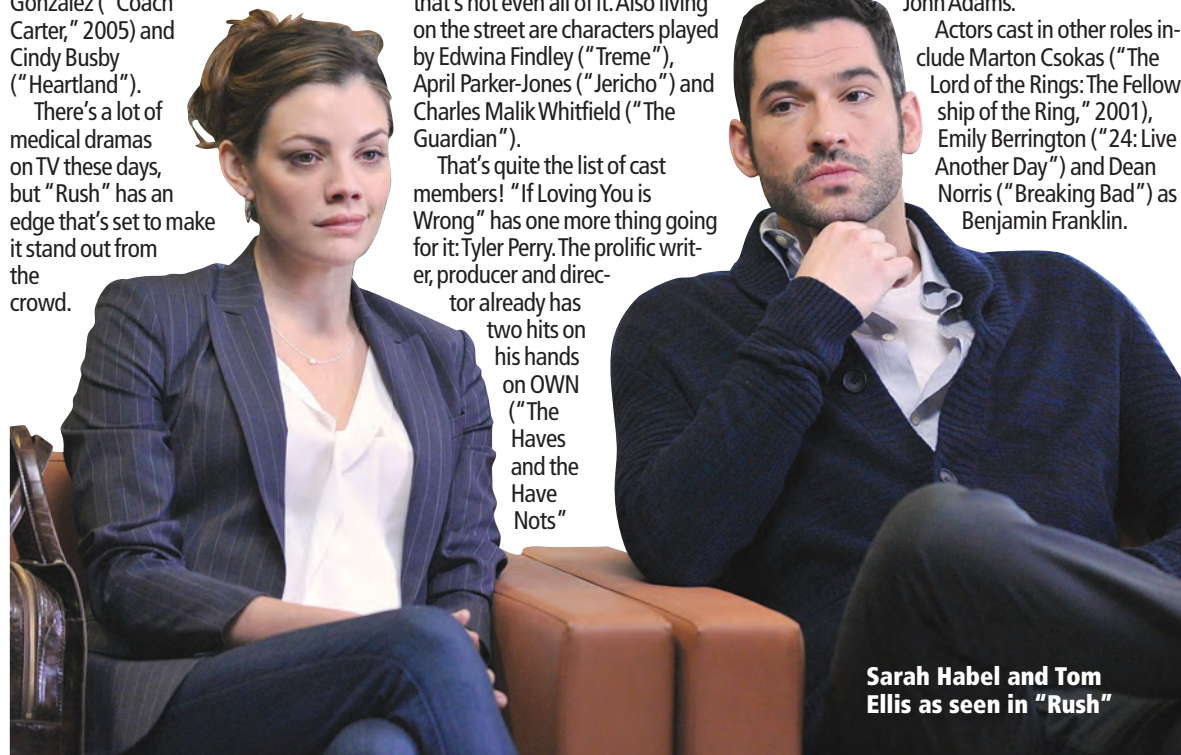 Gonzalez ("Coach
Carter," 2005) and
Cindy Busby
("Heartland").
There's a lot of
medical dramas
on TV these days,
but "Rush" has an
edge that's set to make
it stand out from
the
crowd.
that's not even all of it. Also living
on the street are characters played
by Edwina Findley ("Treme"),
April Parker-Jones ("Jericho") and
Charles Malik Whitfield ("The
Guardian").
That's quite the list of cast
members! "If Loving You is
Wrong" has one more thing going
for it: Tyler Perry. The prolific writ-
er, producer and direc-
tor already has
two hits on
his hands
on OWN
("The
Haves
and the
Have
Nots"
John Adams.
Actors cast in other roles in-
clude Marton Csokas ("The
Lord of the Rings: The Fellow
ship of the Ring," 2001),
Emily Berrington ("24: Live
Another Day") and Dean
Norris ("Breaking Bad") as
Benjamin Franklin.
Sarah Habel and Tom
Ellis as seen in "Rush"